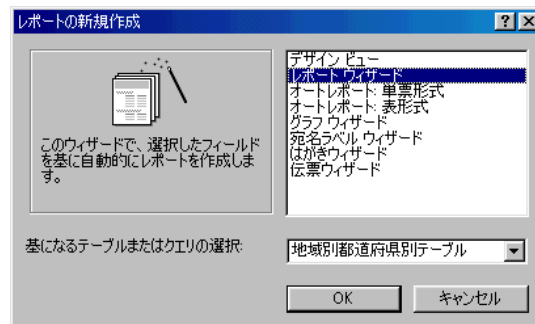 レポートの新規作成
デザイン ビュー
レポート ウィザード
オートレポート: 単票形式
オートレポート: 表形式
グラフ ウィザード
宛名ラベル ウィザード
はがきウィザード
伝票ウィザード
このウィザードで、選択したフィールド
を基に自動的にレポートを作成しま
す。
基になるテーブルまたはクエリの選択:
地域別都道府県別テーブル
OK
キャンセル